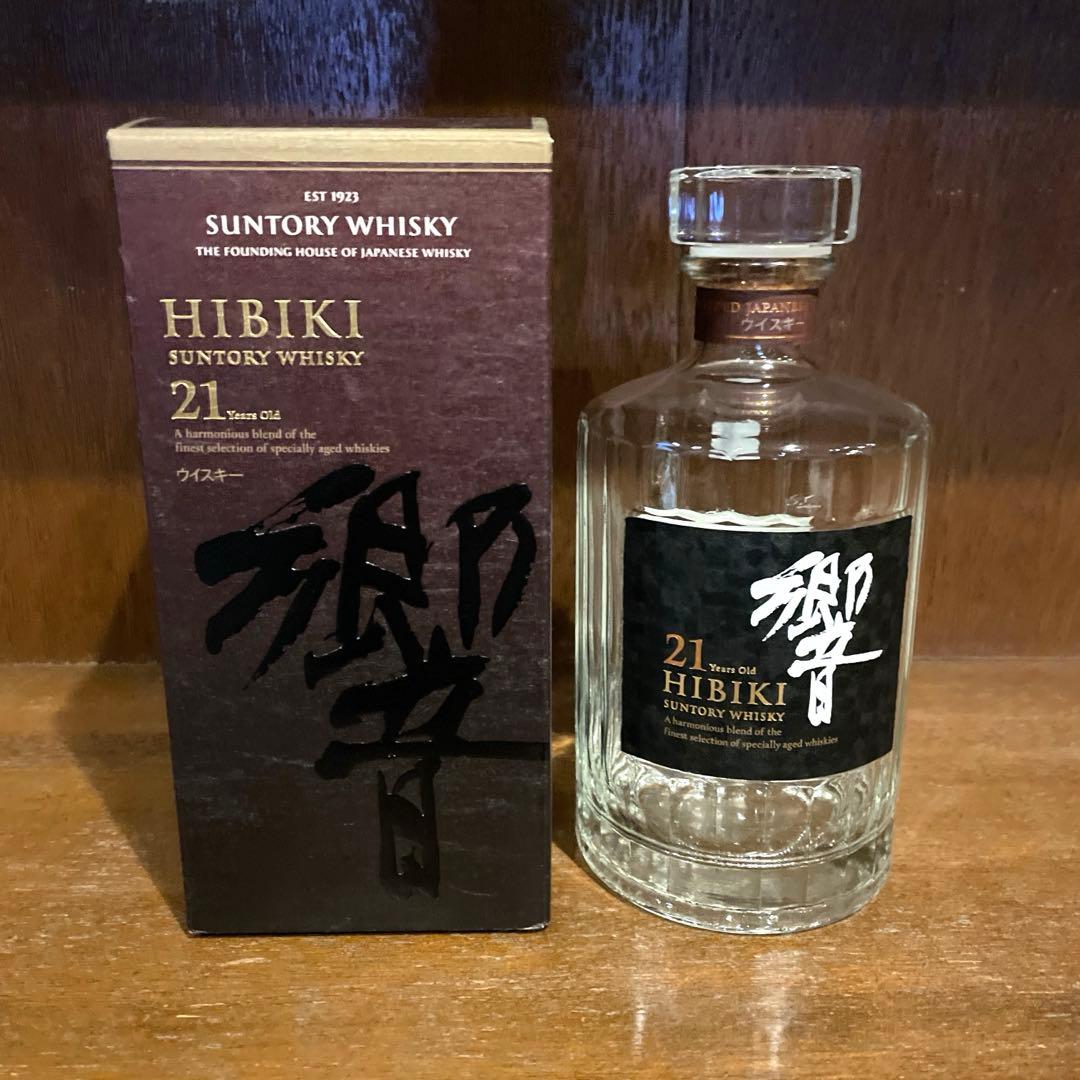 EST 1923
SUNTORY WHISKY
THE FOUNDING HOUSE OF JAPANESE WHISKY
HIBIKI
SUNTORY WHISKY
21 Years Old
A harmonious blend of the
finest selection of specially aged whiskies
ウイスキー
響
JAPANESE
ウイスキー
響
21 Years Old
HIBIKI
SUNTORY WHISKY
A harmonious blend of the
finest selection of specially aged whiskies